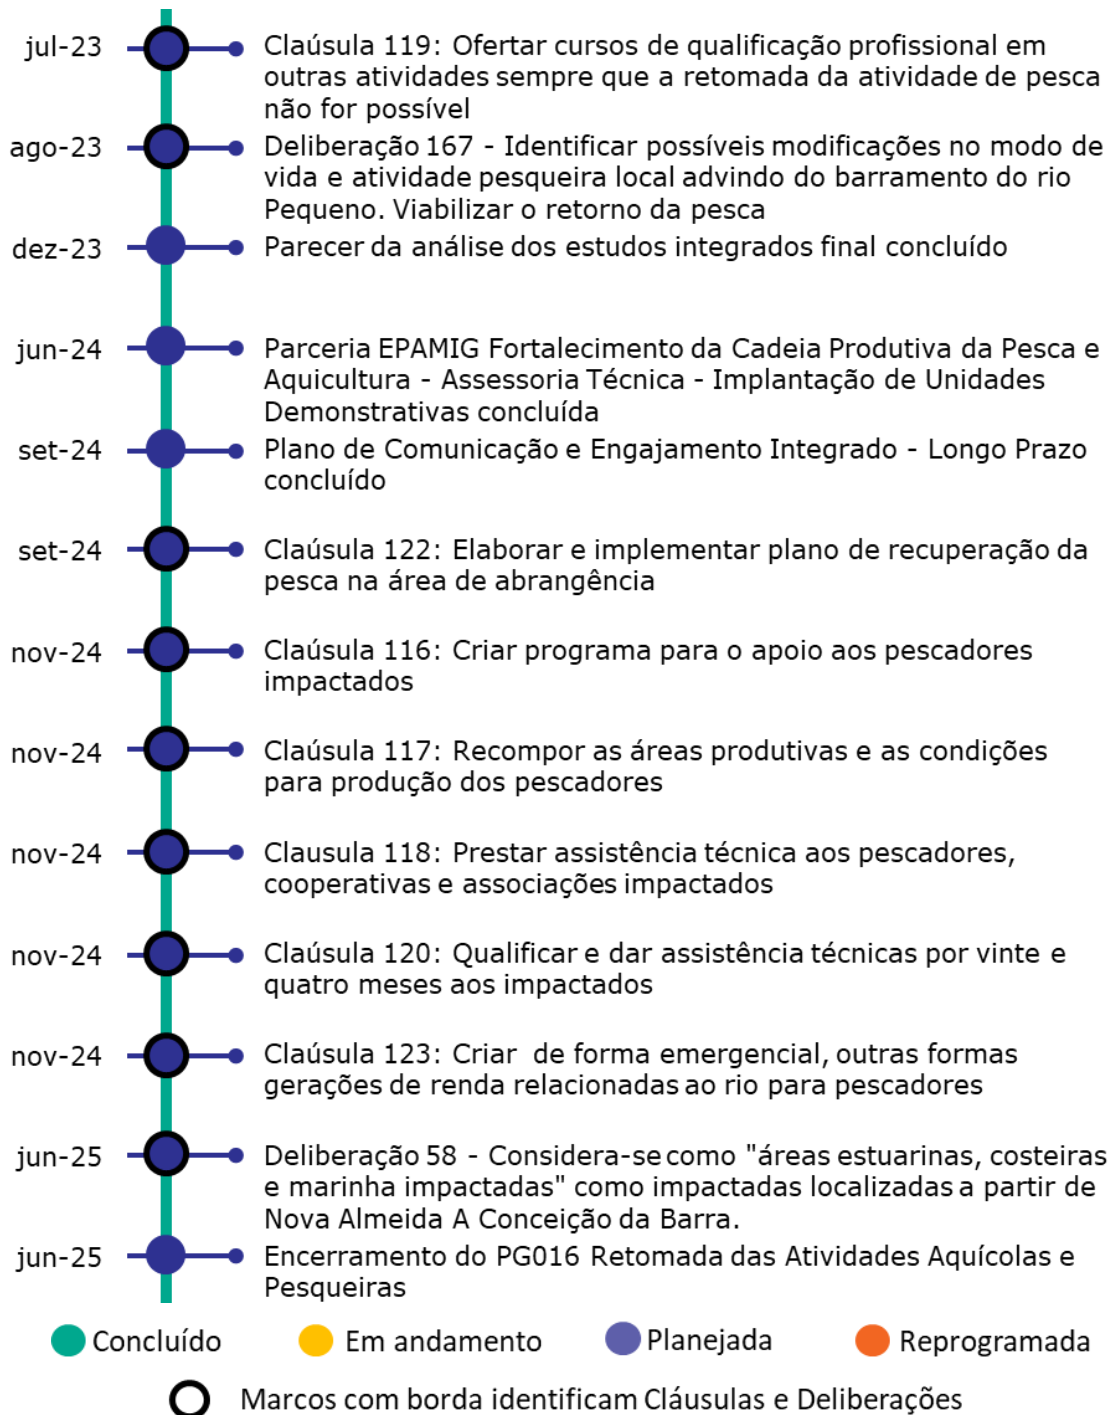 jul-23
Claúsula 119: Ofertar cursos de qualificação profissional em
outras atividades sempre que a retomada da atividade de pesca
não for possível
ago-23
Deliberação 167 - Identificar possíveis modificações no modo de
vida e atividade pesqueira local advindo do barramento do rio
Pequeno. Viabilizar o retorno da pesca
dez-23
Parecer da análise dos estudos integrados final concluído
jun-24
Parceria EPAMIG Fortalecimento da Cadeia Produtiva da Pesca e
Aquicultura - Assessoria Técnica - Implantação de Unidades
Demonstrativas concluída
set-24
Plano de Comunicação e Engajamento Integrado - Longo Prazo
concluído
set-24
Claúsula 122: Elaborar e implementar plano de recuperação da
pesca na área de abrangência
nov-24
Claúsula 116: Criar programa para o apoio aos pescadores
impactados
nov-24
Claúsula 117: Recompor as áreas produtivas e as condições
para produção dos pescadores
nov-24
Clausula 118: Prestar assistência técnica aos pescadores,
cooperativas e associações impactados
nov-24
Claúsula 120: Qualificar e dar assistência técnicas por vinte e
quatro meses aos impactados
nov-24
Claúsula 123: Criar de forma emergencial, outras formas
gerações de renda relacionadas ao rio para pescadores
jun-25
Deliberação 58 - Considera-se como "áreas estuarinas, costeiras
e marinha impactadas" como impactadas localizadas a partir de
Nova Almeida A Conceição da Barra.
jun-25
Encerramento do PG016 Retomada das Atividades Aquícolas e
Pesqueiras
Concluído
Em andamento
Planejada
Reprogramada
Marcos com borda identificam Cláusulas e Deliberações